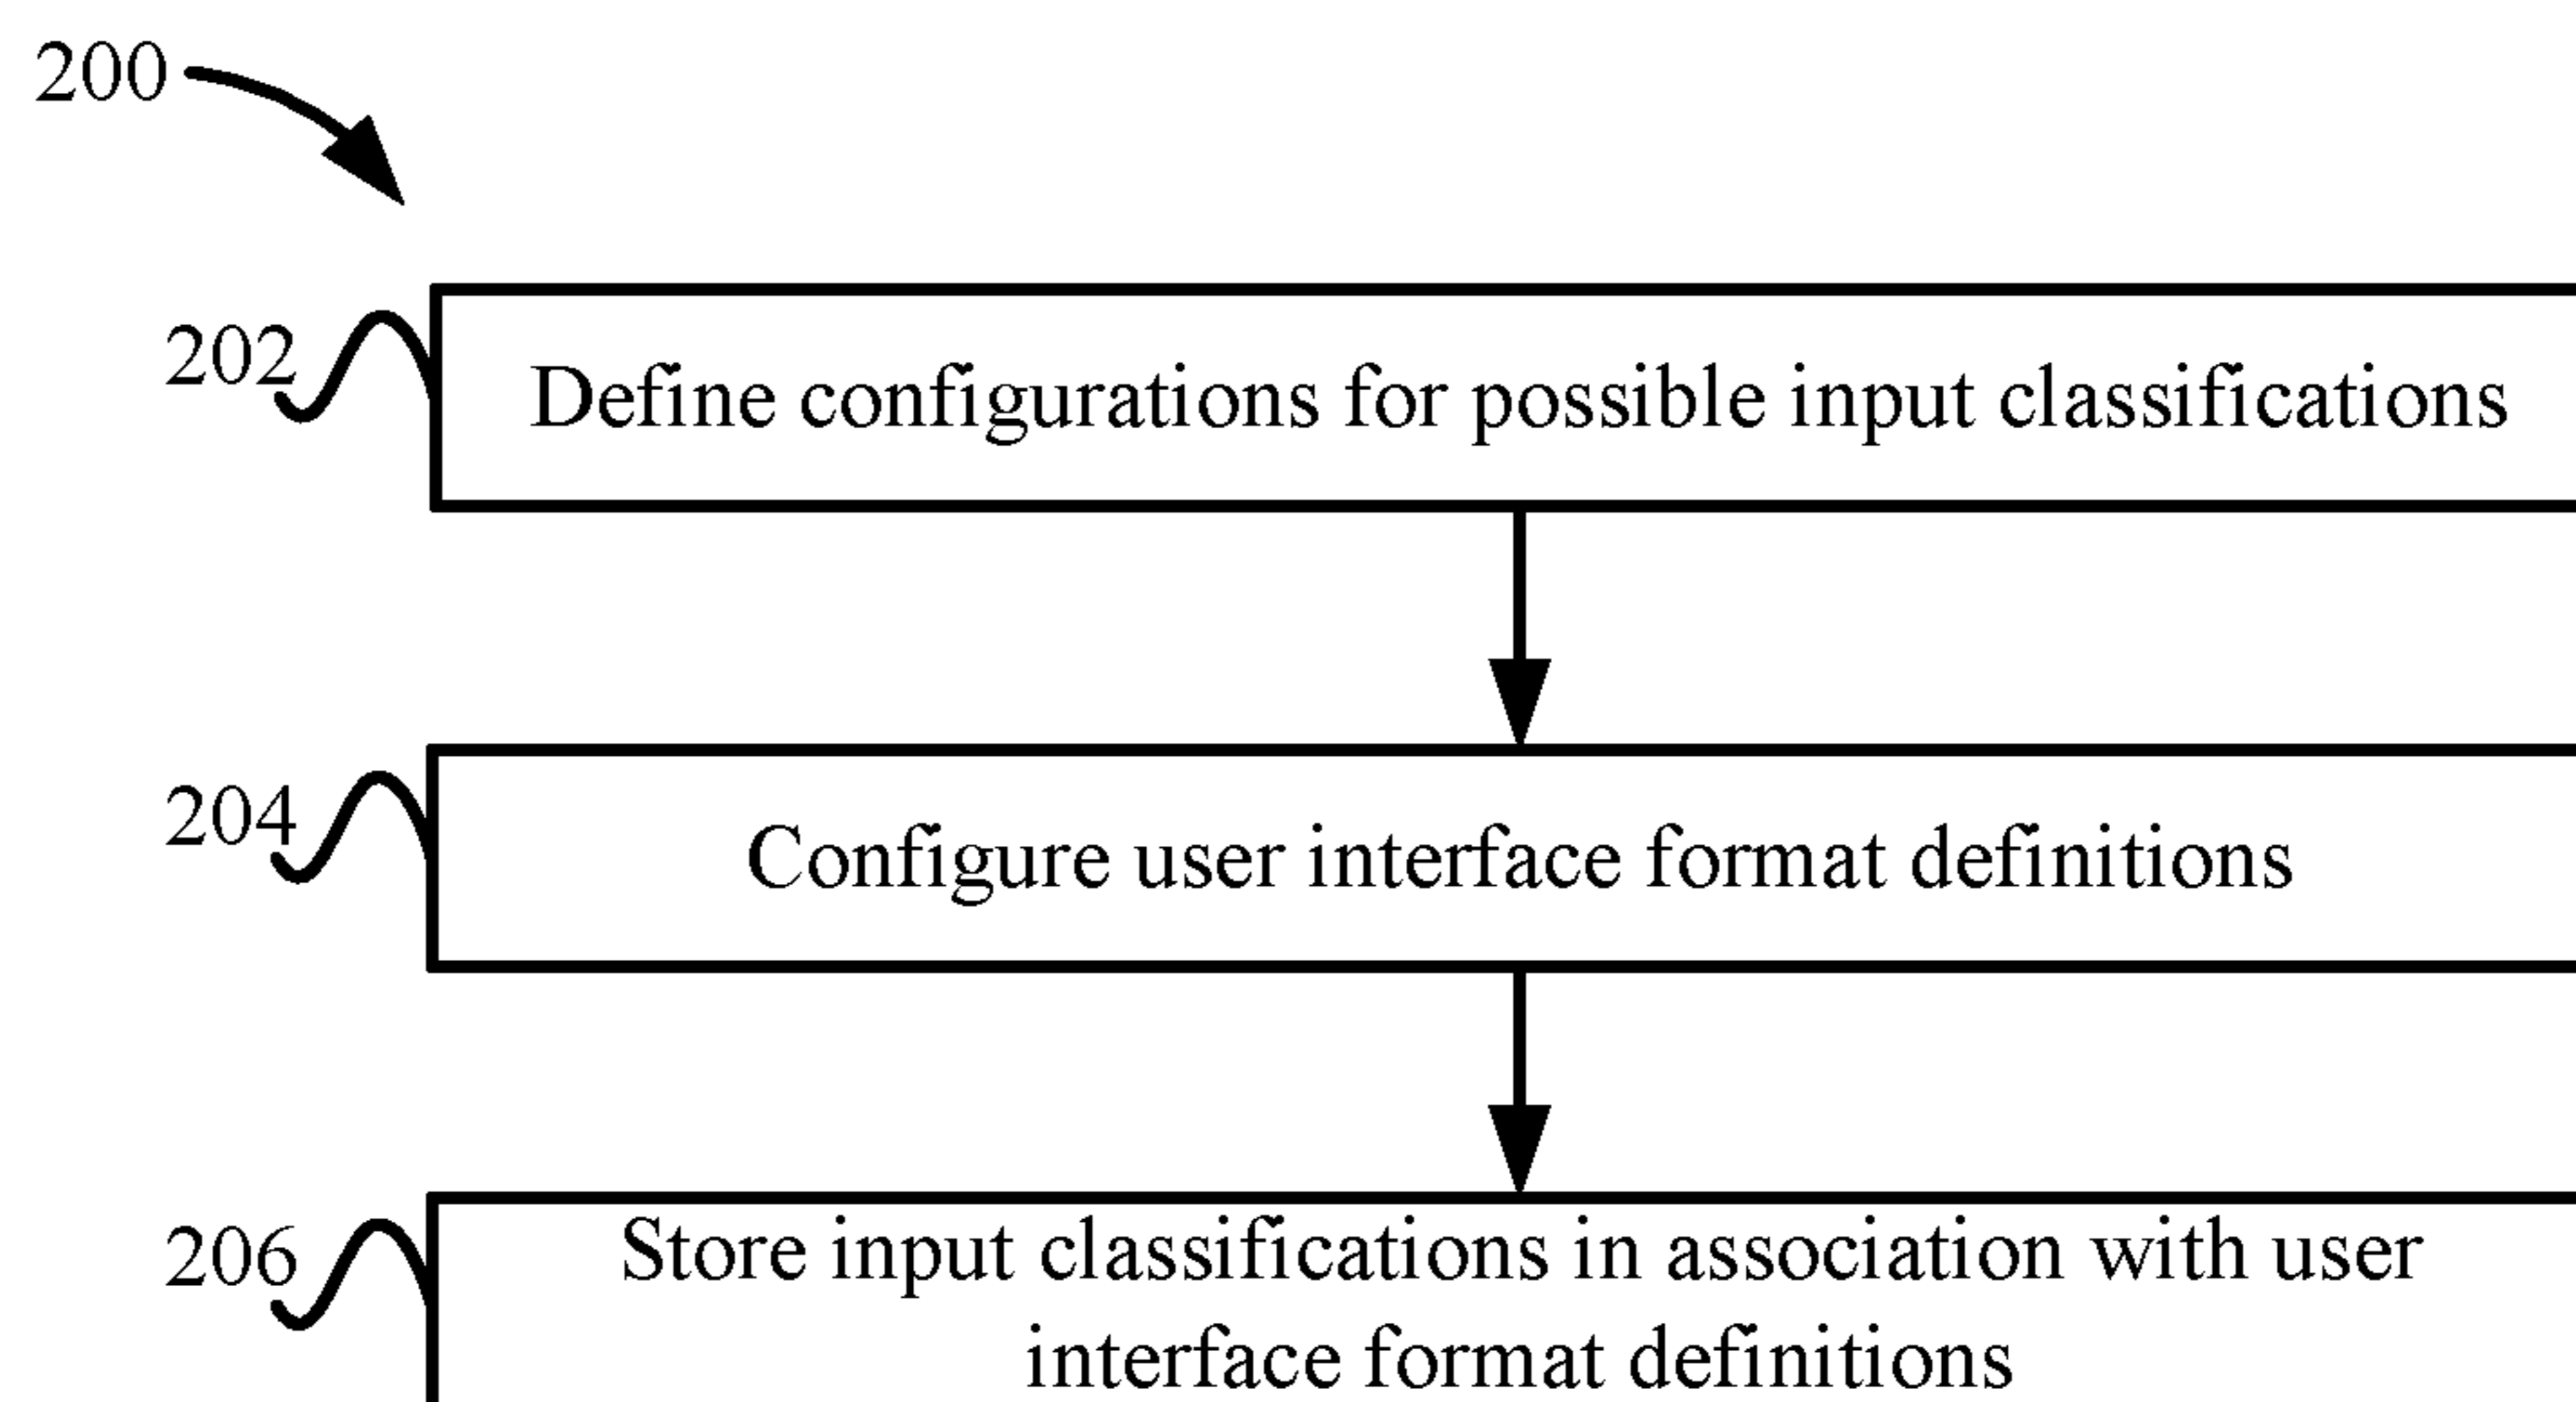 200
202
Define configurations for possible input classifications
204
Configure user interface format definitions
206
Store input classifications in association with user
interface format definitions